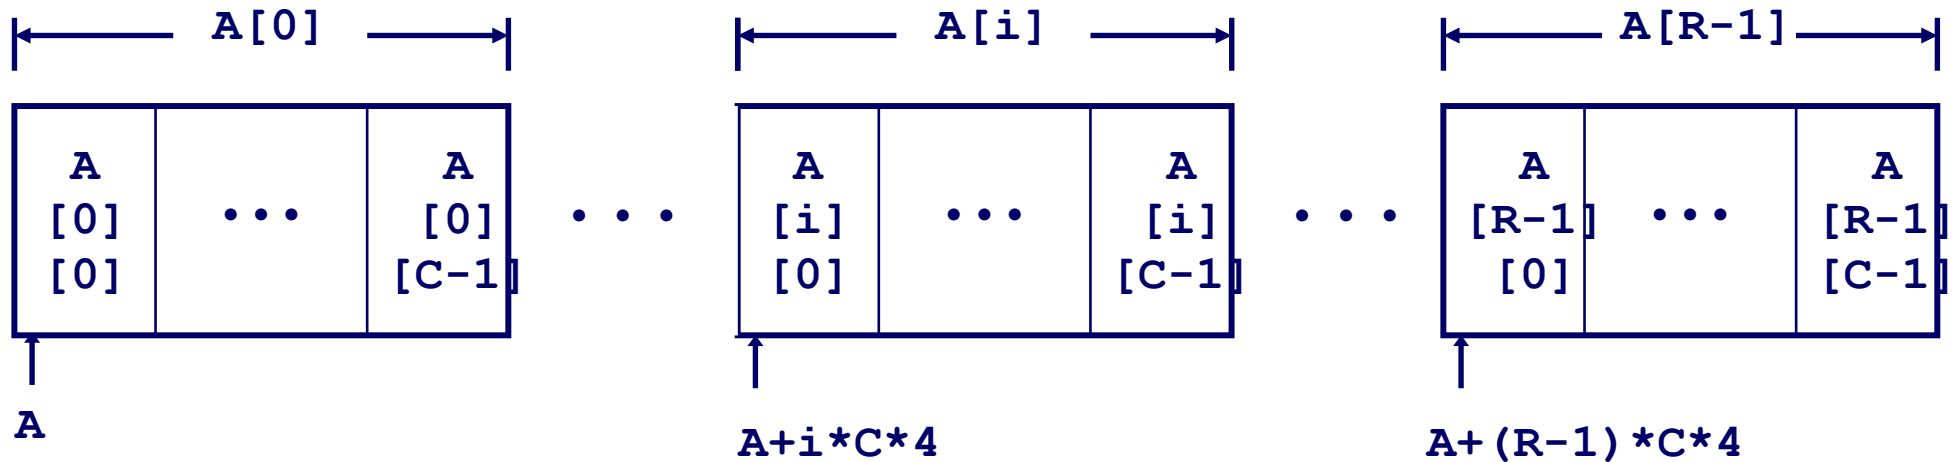 A[0] A[i] A[R-1]
A ••• A • • • A ••• A • • • A ••• A
[0] [0] [i] [i] [R-1] [R-1]
[0] [C-1] [0] [C-1] [0] [C-1]
A A+i*C*4 A+(R-1)*C*4